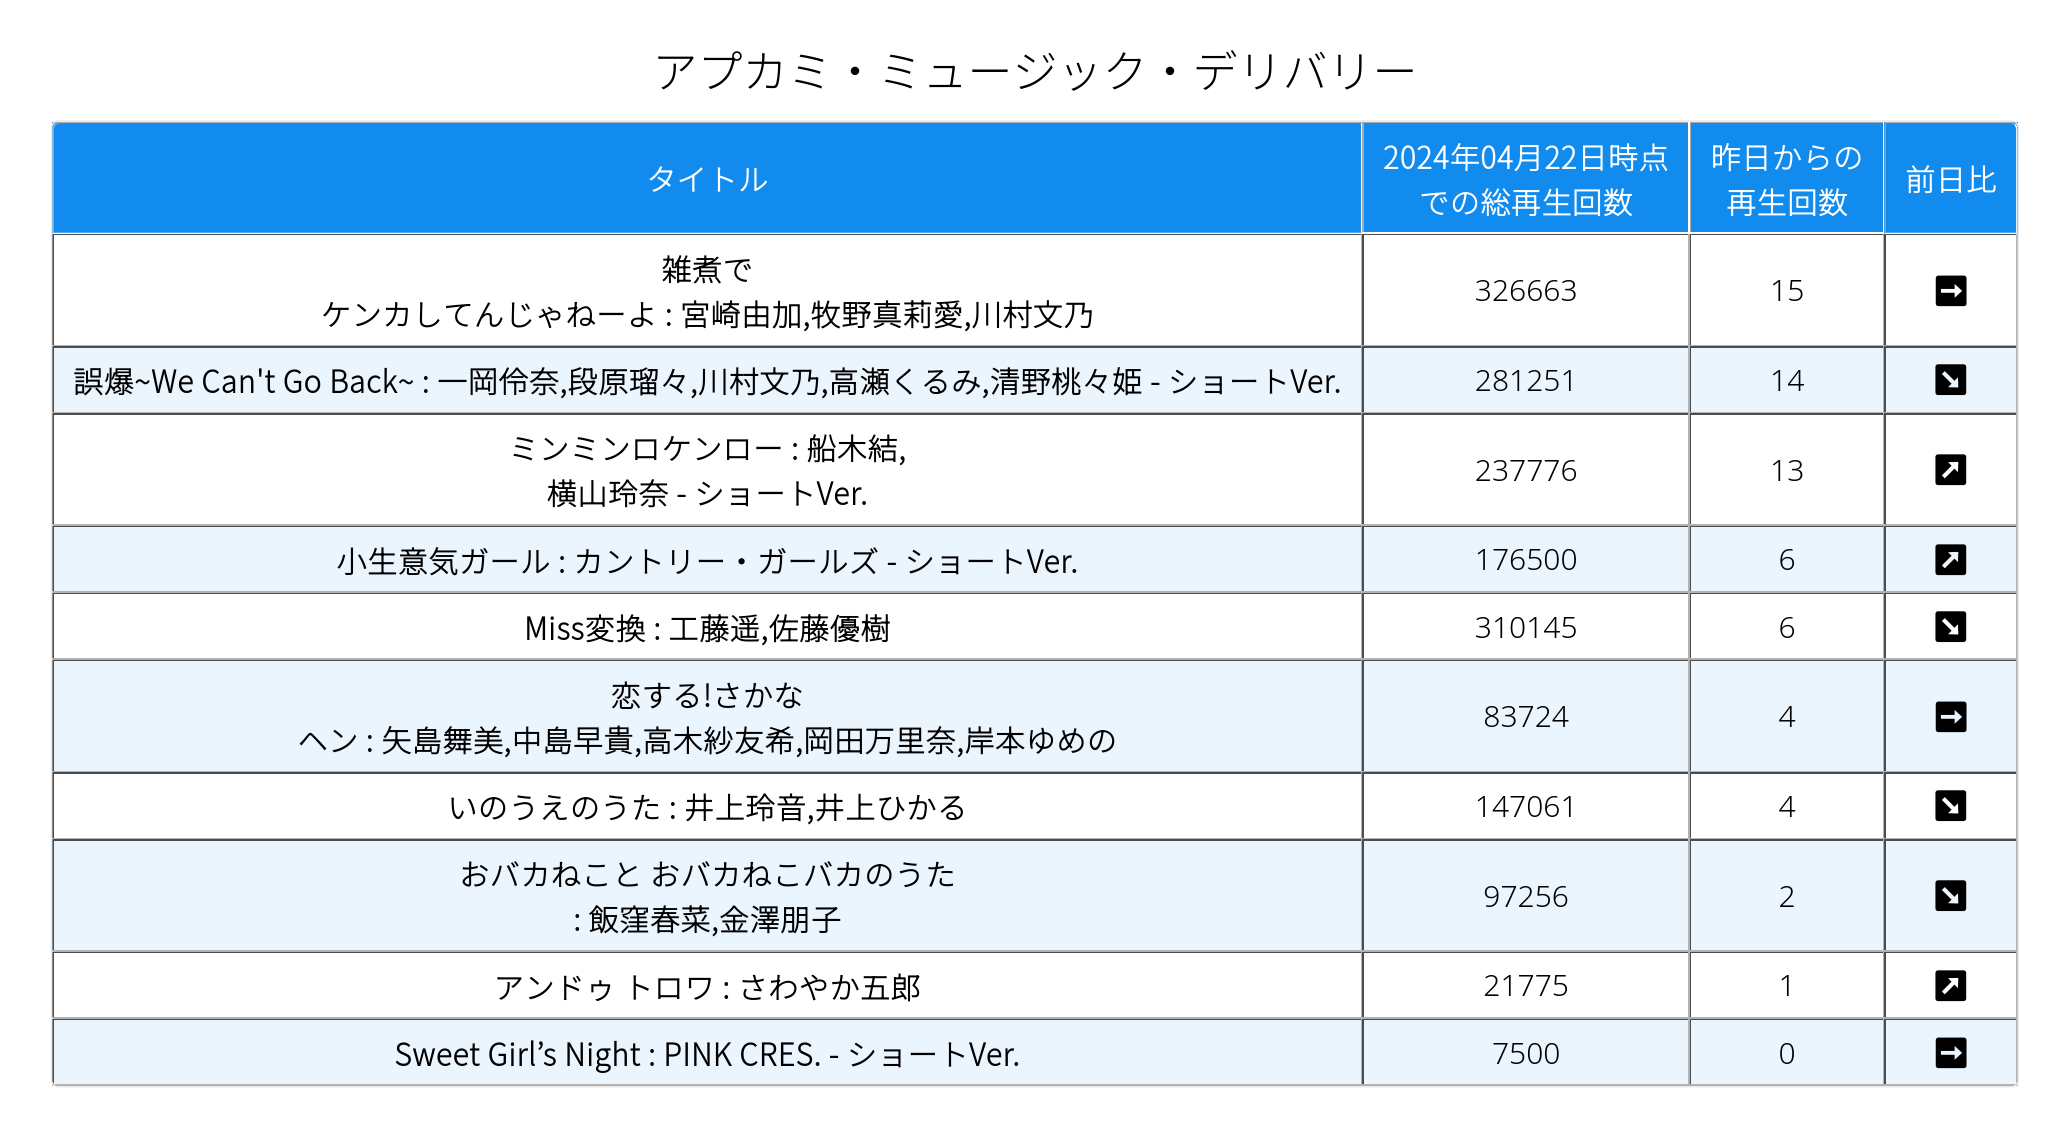 アプカミ・ミュージック・デリバリー
タイトル
2024年04月22日時点
での総再生回数
昨日からの
再生回数
前日比
雑煮で
ケンカしてんじゃねーよ : 宮崎由加,牧野真莉愛,川村文乃
326663
15
誤爆~We Can't Go Back~ : 一岡伶奈,段原瑠々,川村文乃,高瀬くるみ,清野桃々姫 - ショートVer.
281251
14
ミンミンロケンロー : 船木結,
横山玲奈 - ショートVer.
237776
13
小生意気ガール : カントリー・ガールズ - ショートVer.
176500
6
Miss変換 : 工藤遥,佐藤優樹
310145
6
恋する!さかな
ヘン : 矢島舞美,中島早貴,高木紗友希,岡田万里奈,岸本ゆめの
83724
4
いのうえのうた : 井上玲音,井上ひかる
147061
4
おバカねこと おバカねこバカのうた
: 飯窪春菜,金澤朋子
97256
2
アンドゥ トロワ : さわやか五郎
21775
1
Sweet Girl’s Night : PINK CRES. - ショートVer.
7500
0